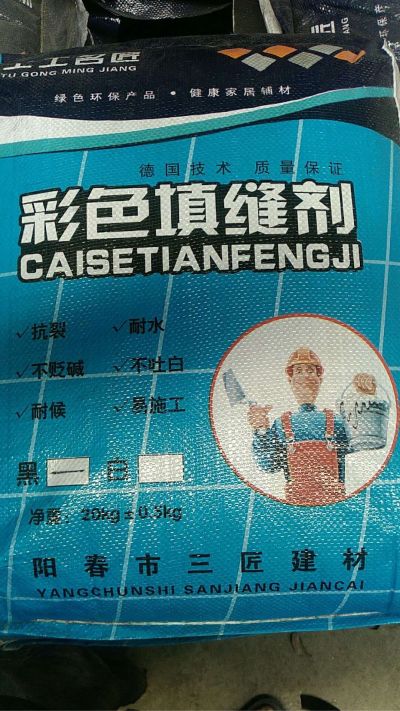 TU GONG MING JIANG
绿色环保产品 · 健康家居辅材
德国技术 质量保证
彩色填缝剂
CAISETIANFENGJI
✓抗裂 ✓耐水
✓不贬碱 ✓不吐白
✓耐候 ✓易施工
黑 白
净重：20kg±0.5kg
阳春市三匠建材
YANGCHUNSHI SANJIANG JIANCAI